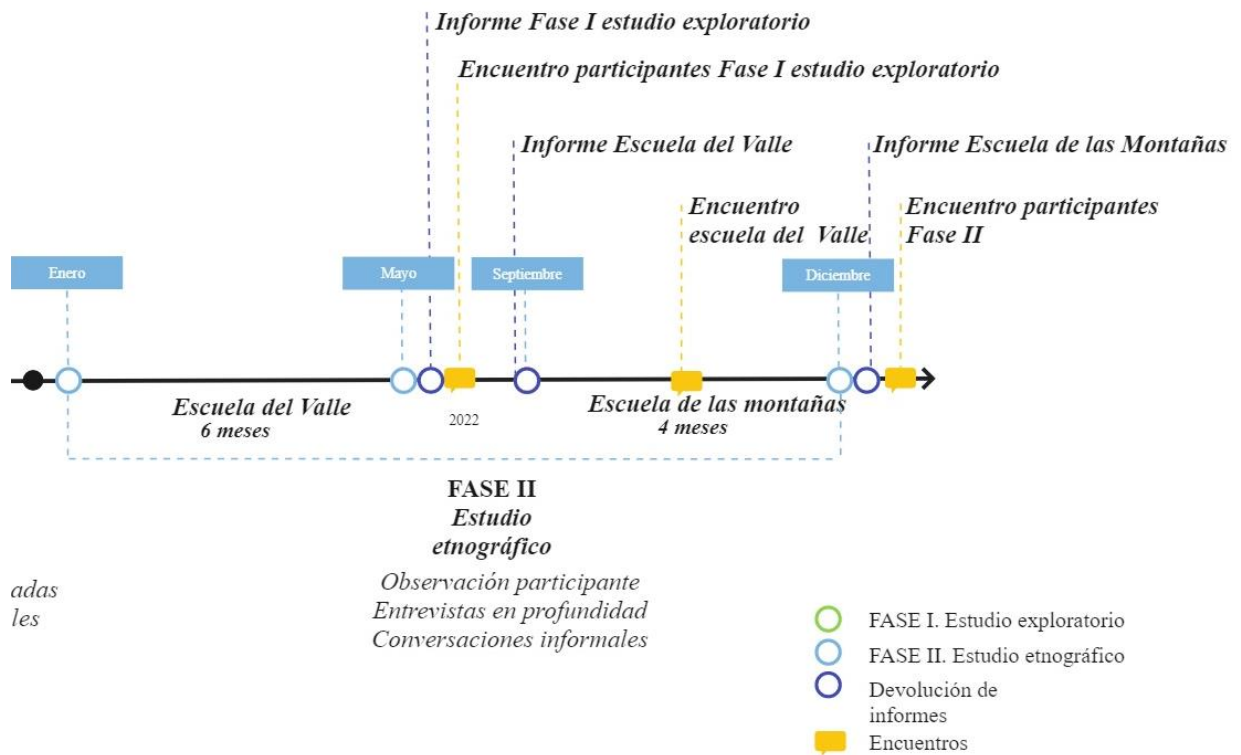 Informe Fase I estudio exploratorio
Encuentro participantes Fase I estudio exploratorio
Informe Escuela del Valle
Informe Escuela de las Montañas
Encuentro
escuela del Valle
Encuentro participantes
Fase II
Enero
Mayo
Septiembre
Diciembre
Escuela del Valle
6 meses
2022
Escuela de las montañas
4 meses
FASE II
Estudio
etnográfico
Observación participante
Entrevistas en profundidad
Conversaciones informales
adas
les
FASE I. Estudio exploratorio
FASE II. Estudio etnográfico
Devolución de
informes
Encuentros